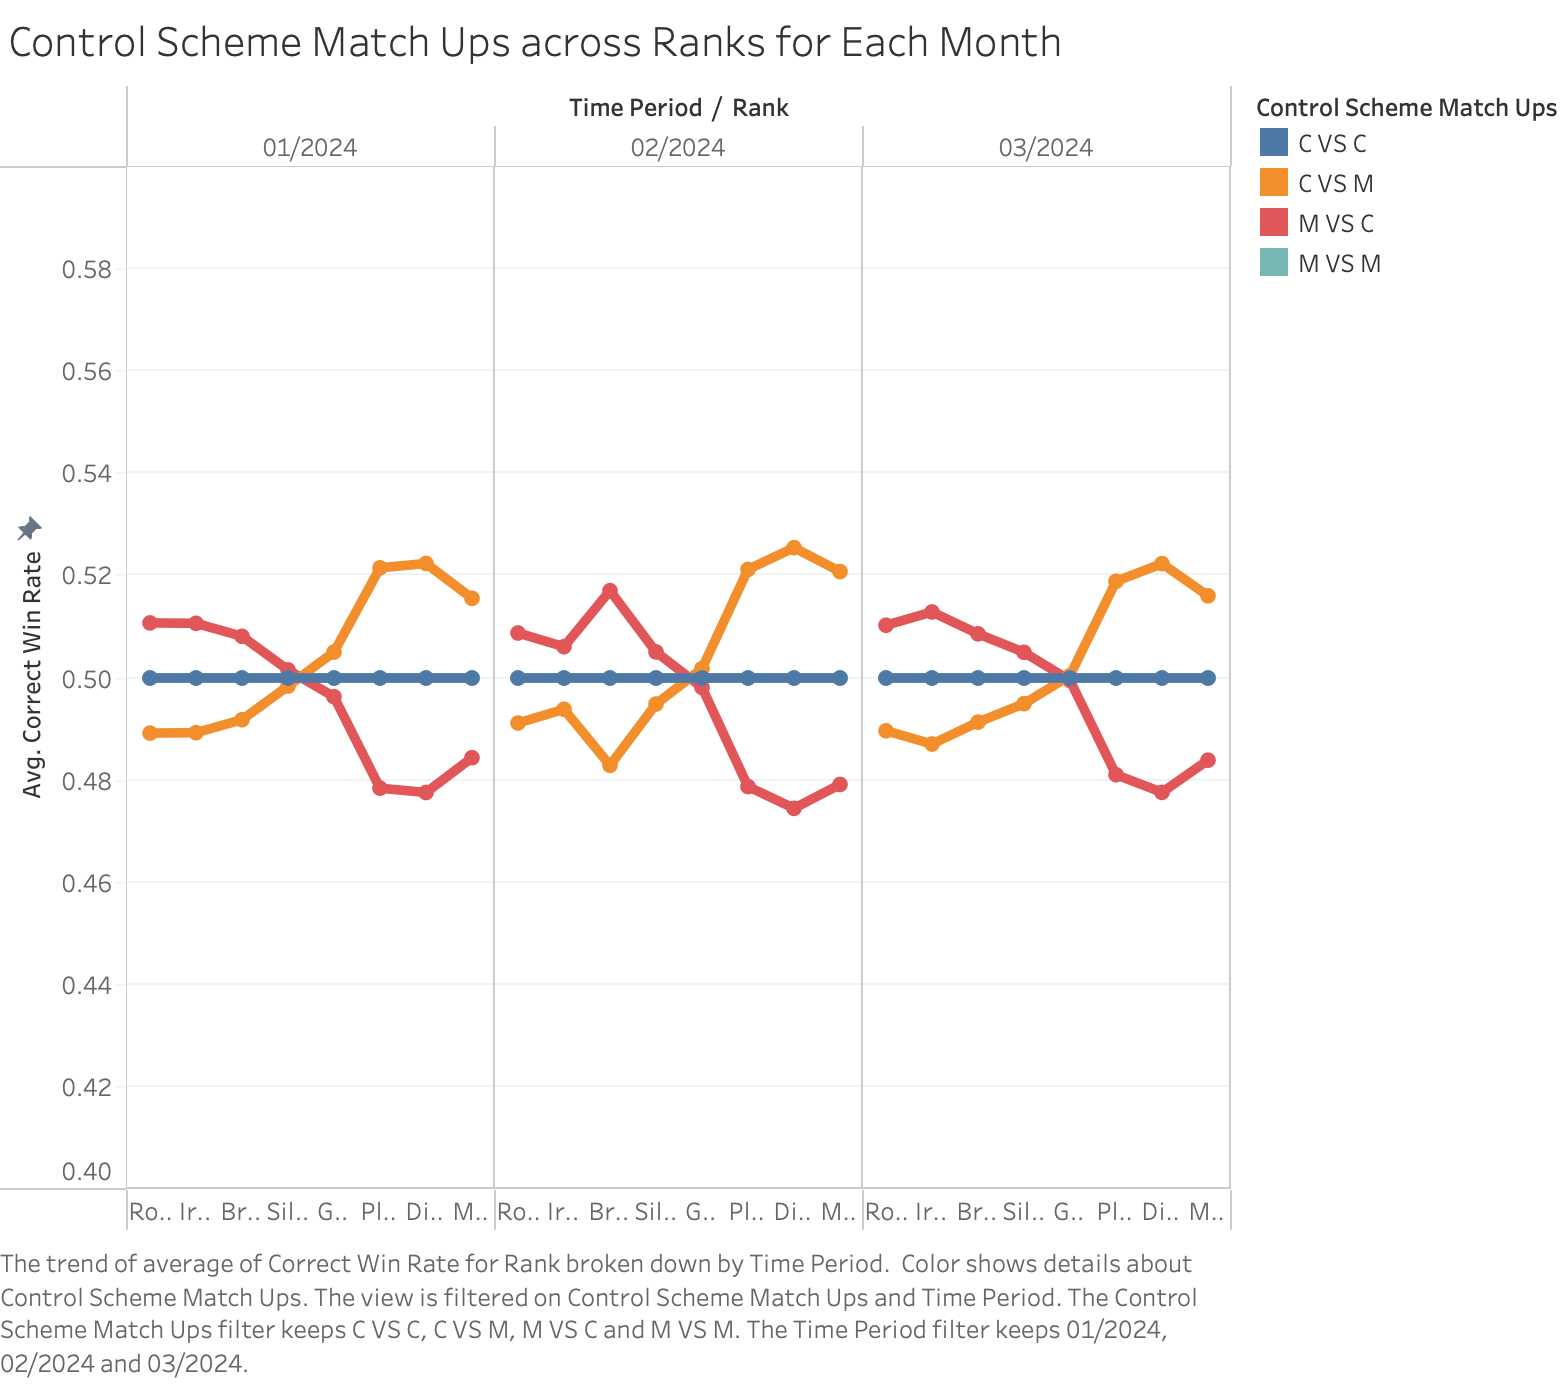 Control Scheme Match Ups across Ranks for Each Month
Time Period / Rank
01/2024 02/2024 03/2024
Control Scheme Match Ups
C VS C
C VS M
M VS C
M VS M
Avg. Correct Win Rate
0.58
0.56
0.54
0.52
0.50
0.48
0.46
0.44
0.42
0.40
Ro.. Ir.. Br.. Sil.. G.. Pl.. Di.. M.. Ro.. Ir.. Br.. Sil.. G.. Pl.. Di.. M.. Ro.. Ir.. Br.. Sil.. G.. Pl.. Di.. M..
The trend of average of Correct Win Rate for Rank broken down by Time Period.  Color shows details about
Control Scheme Match Ups. The view is filtered on Control Scheme Match Ups and Time Period. The Control
Scheme Match Ups filter keeps C VS C, C VS M, M VS C and M VS M. The Time Period filter keeps 01/2024,
02/2024 and 03/2024.